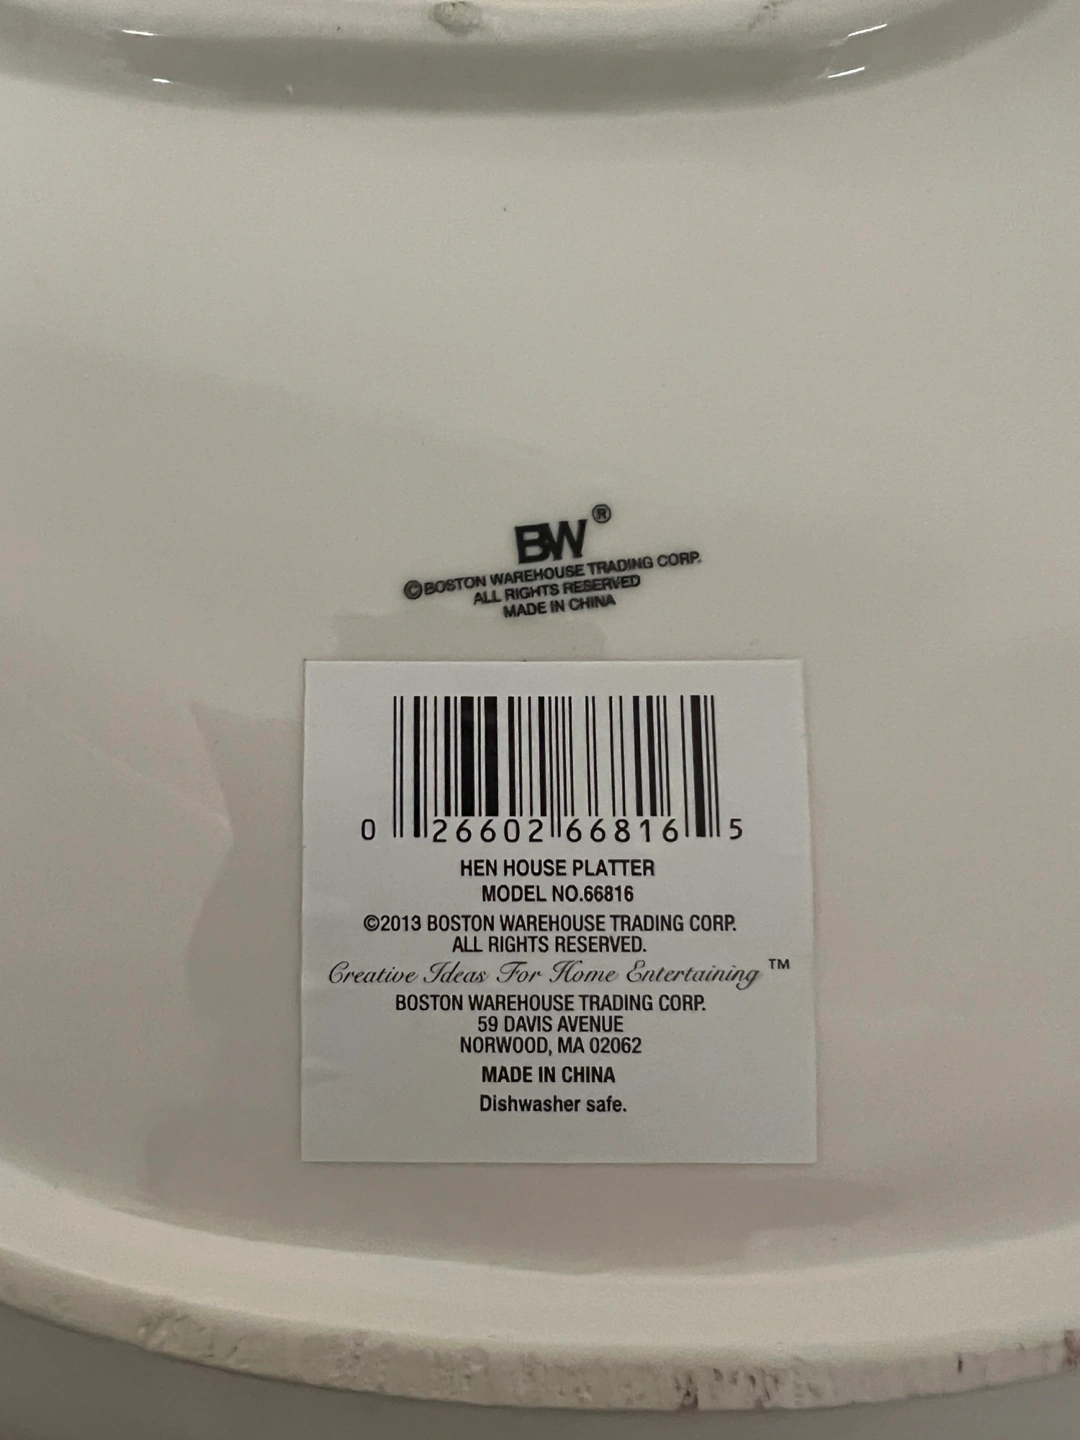 BW®
©BOSTON WAREHOUSE TRADING CORP.
ALL RIGHTS RESERVED
MADE IN CHINA
0 26602 66816 5
HEN HOUSE PLATTER
MODEL NO.66816
©2013 BOSTON WAREHOUSE TRADING CORP.
ALL RIGHTS RESERVED.
Creative Ideas For Home Entertaining™
BOSTON WAREHOUSE TRADING CORP.
59 DAVIS AVENUE
NORWOOD, MA 02062
MADE IN CHINA
Dishwasher safe.